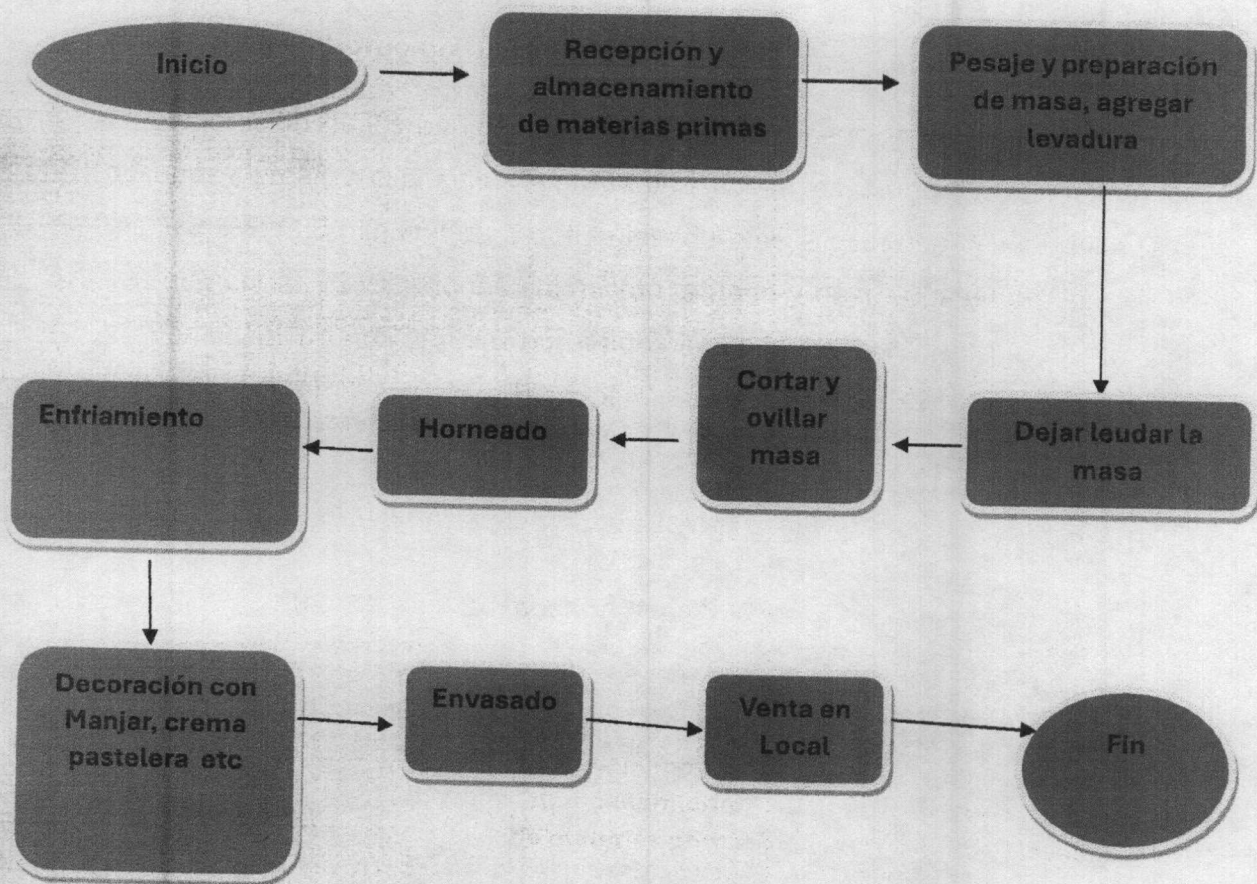 Inicio
Recepción y
almacenamiento
de materias primas
Pesaje y preparación
de masa, agregar
levadura
Dejar leudar la
masa
Cortar y
ovillar
masa
Horneado
Enfriamiento
Decoración con
Manjar, crema
pastelera etc
Envasado
Venta en
Local
Fin